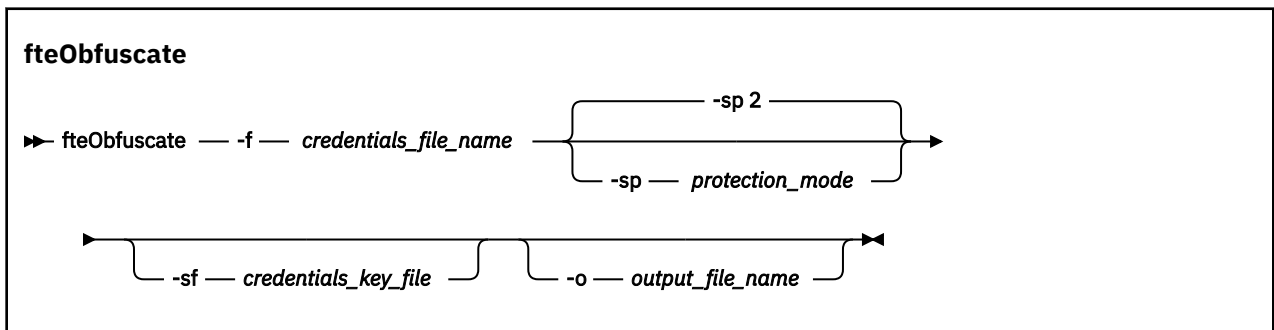 fteObfuscate
-sp 2
fteObfuscate -f credentials_file_name
-sp protection_mode
-sf credentials_key_file -o output_file_name